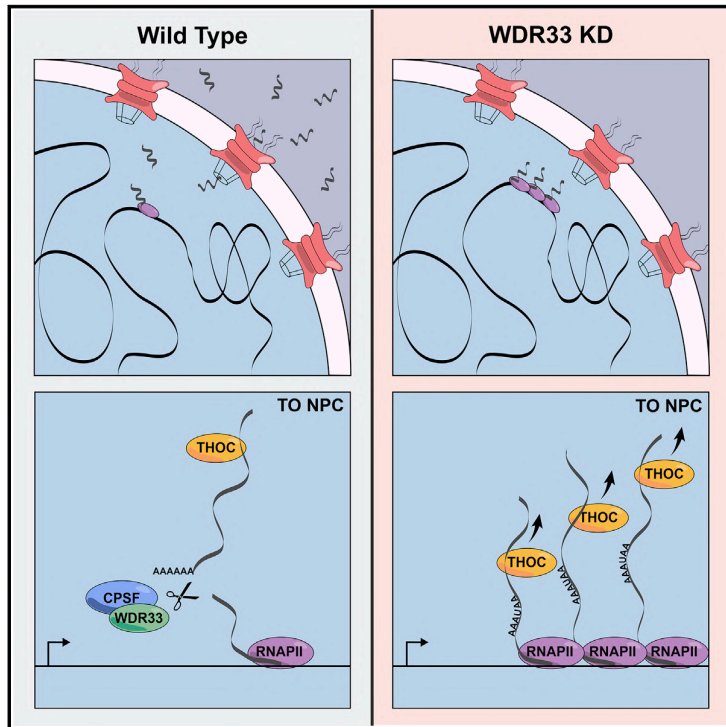 Wild Type
WDR33 KD
TO NPC
THOC
AAAAAA
CPSF
WDR33
RNAPII
TO NPC
THOC
THOC
THOC
AAAUAA
AAAUAA
AAAUAA
RNAPII
RNAPII
RNAPII